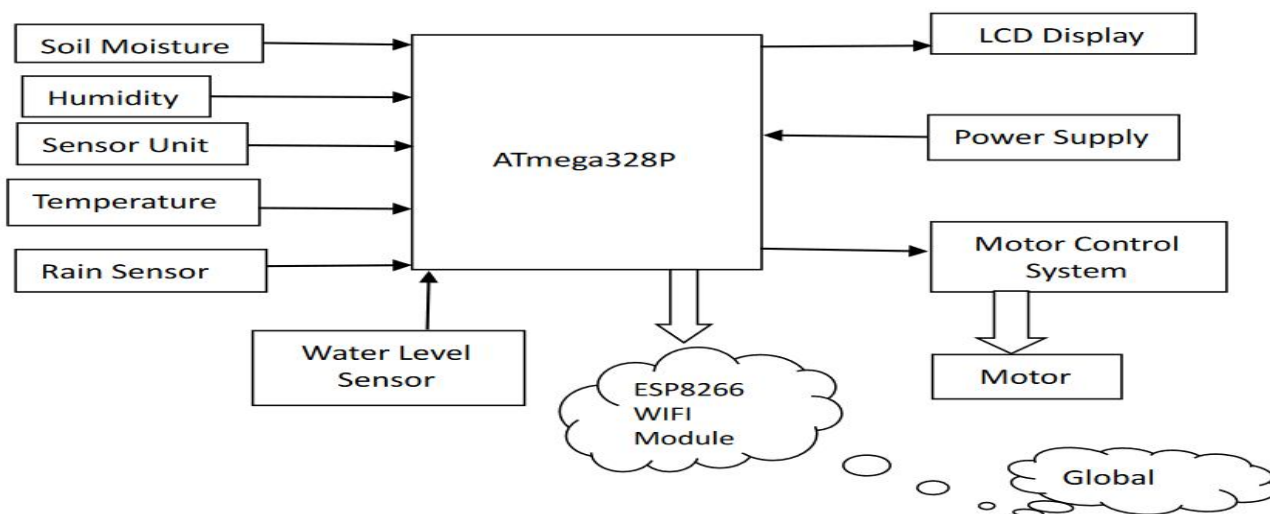 Soil Moisture
Humidity
Sensor Unit
Temperature
Rain Sensor
Water Level
Sensor
ATmega328P
ESP8266
WIFI
Module
LCD Display
Power Supply
Motor Control
System
Motor
Global